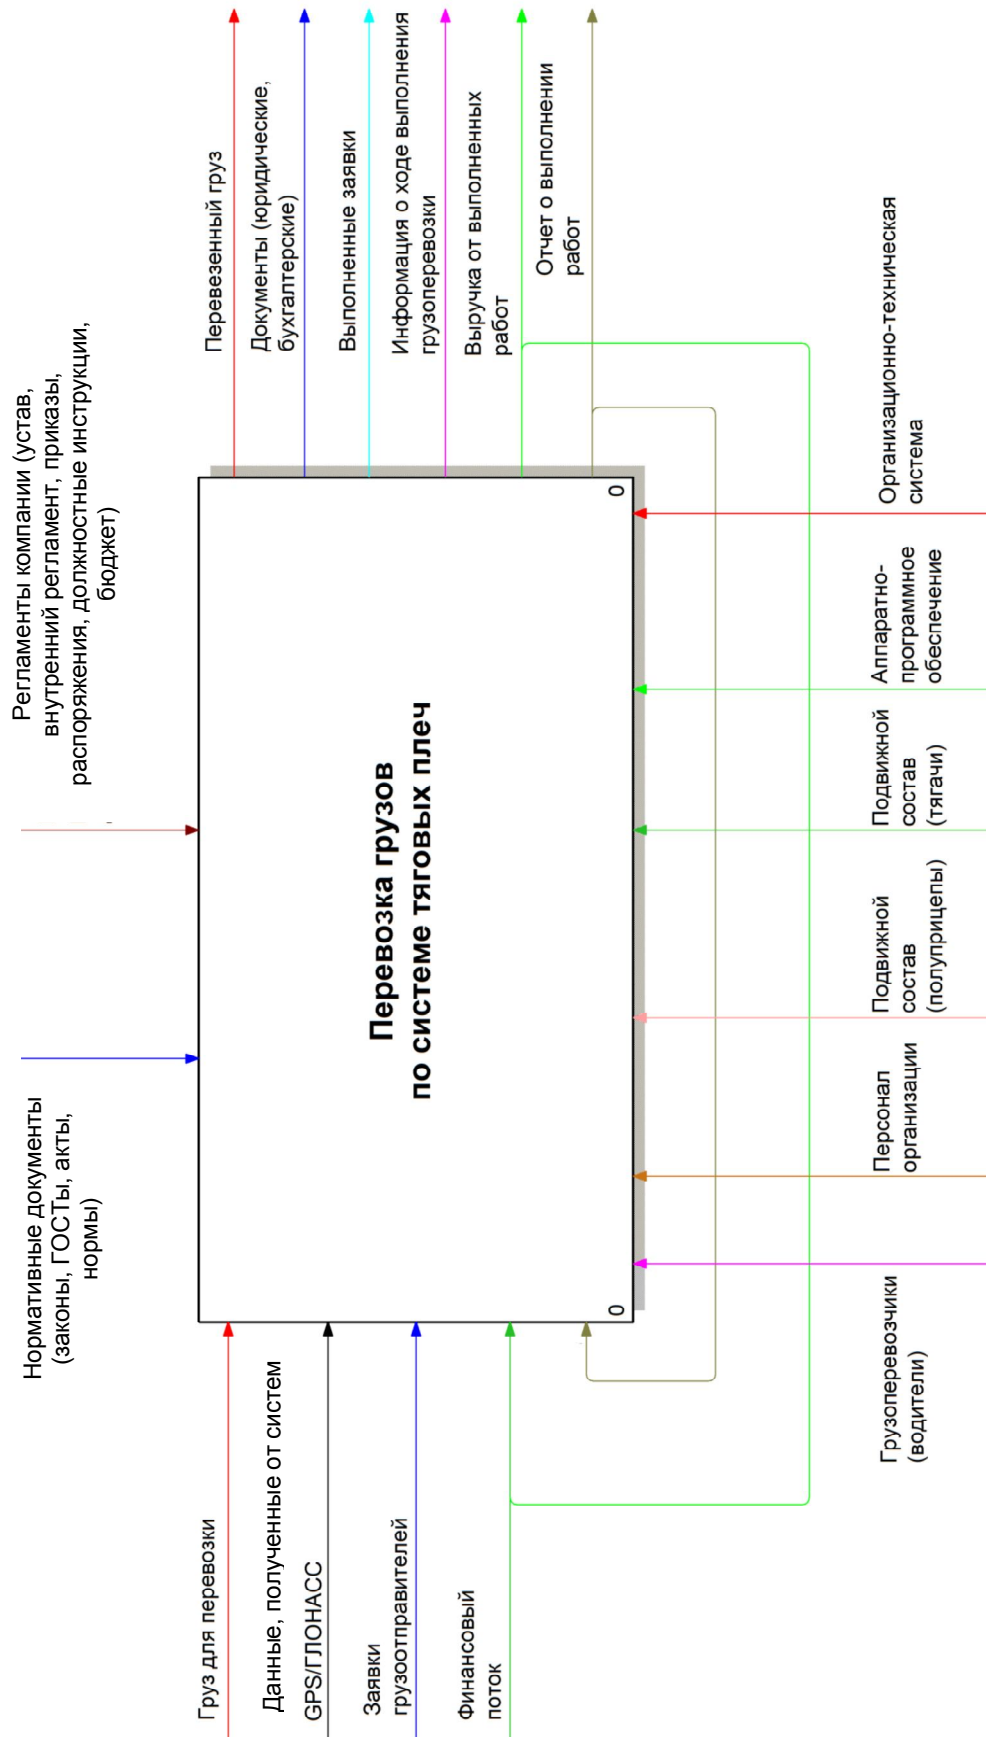 Нормативные документы
(законы, ГОСТы, акты,
нормы)
Регламенты компании (устав,
внутренний регламент, приказы,
распоряжения, должностные инструкции,
бюджет)
Груз для перевозки
Данные, полученные от систем
GPS/ГЛОНАСС
Заявки
грузоотправителей
Финансовый
поток
Перевозка грузов
по системе тяговых плеч
0
0
Перевезенный груз
Документы (юридические,
бухгалтерские)
Выполненные заявки
Информация о ходе выполнения
грузоперевозки
Выручка от выполненных
работ
Отчет о выполнении
работ
Грузоперевозчики
(водители)
Персонал
организации
Подвижной
состав
(полуприцепы)
Подвижной
состав
(тягачи)
Аппаратно-
программное
обеспечение
Организационно-техническая
система